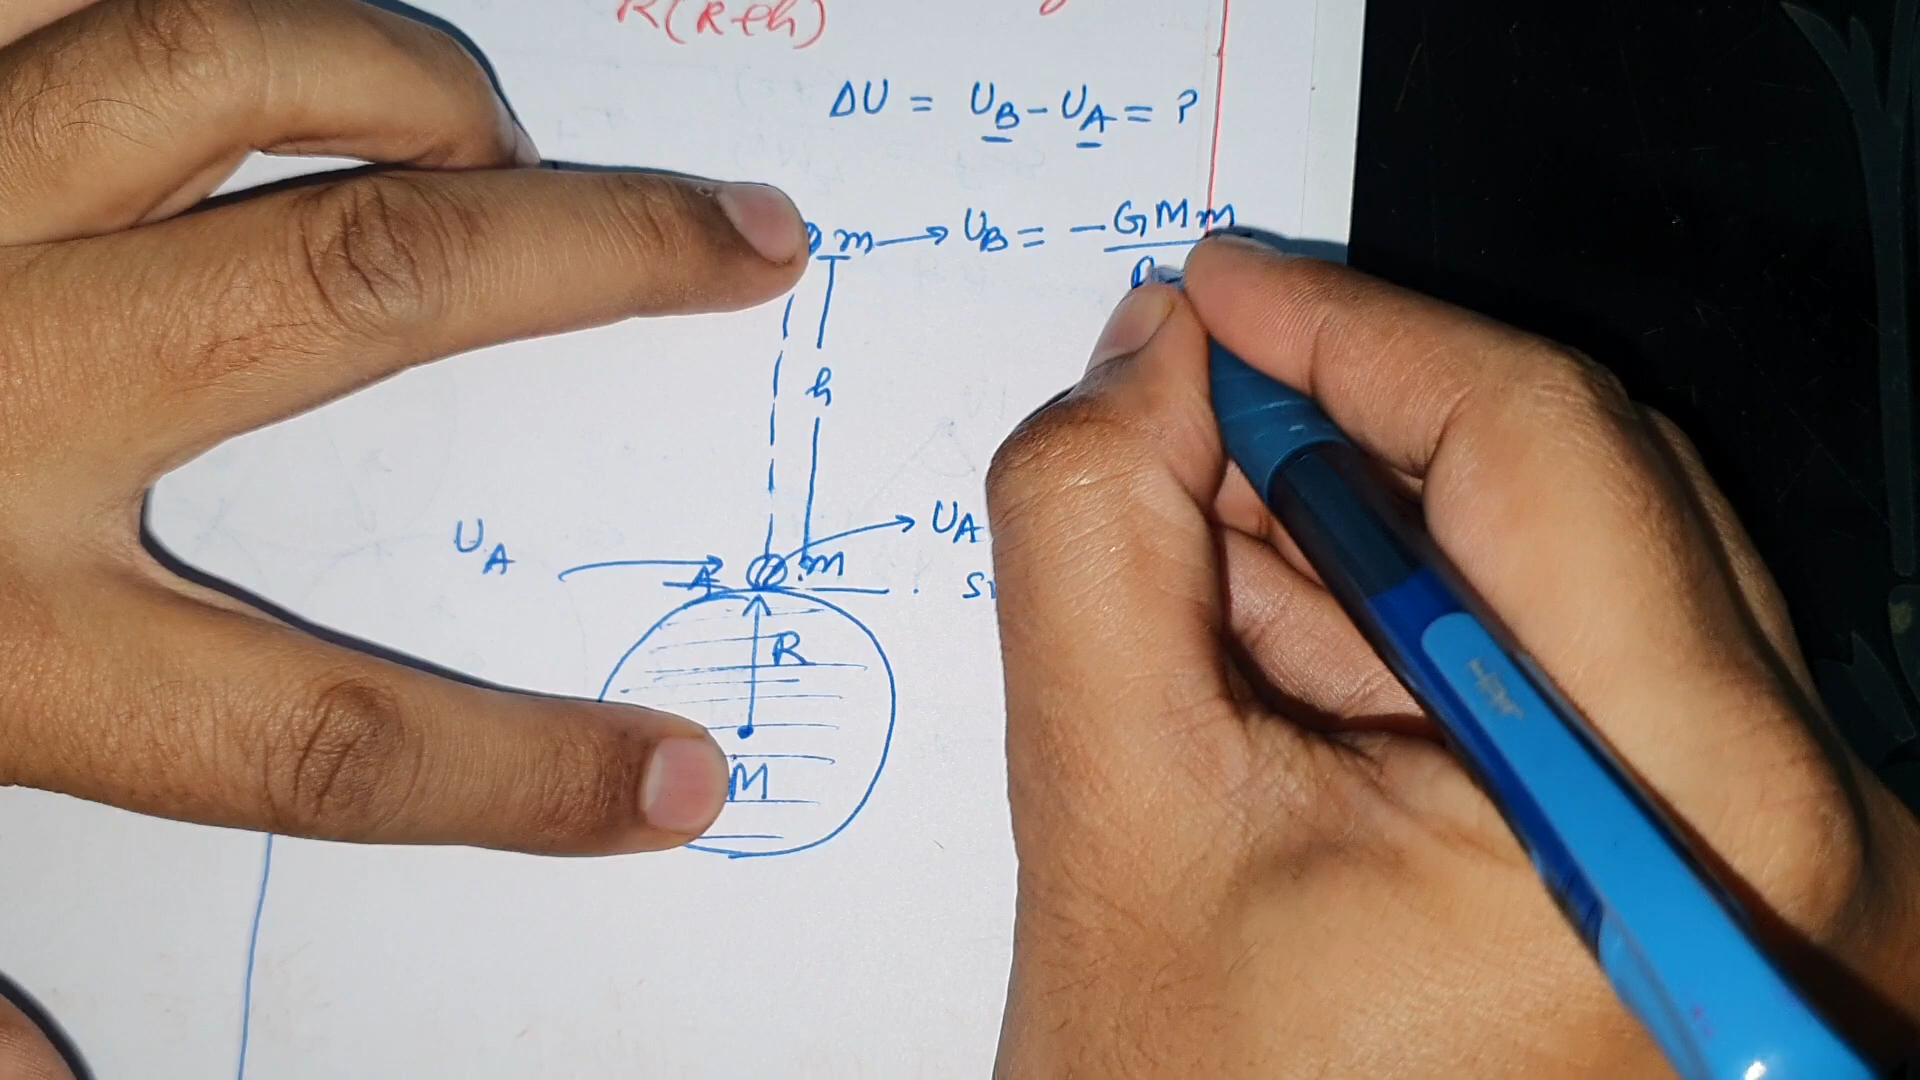 R(R+h)
ΔU = U_B - U_A = ?
m → U_B = -GMm
h
U_A
U_A
A m
R
M